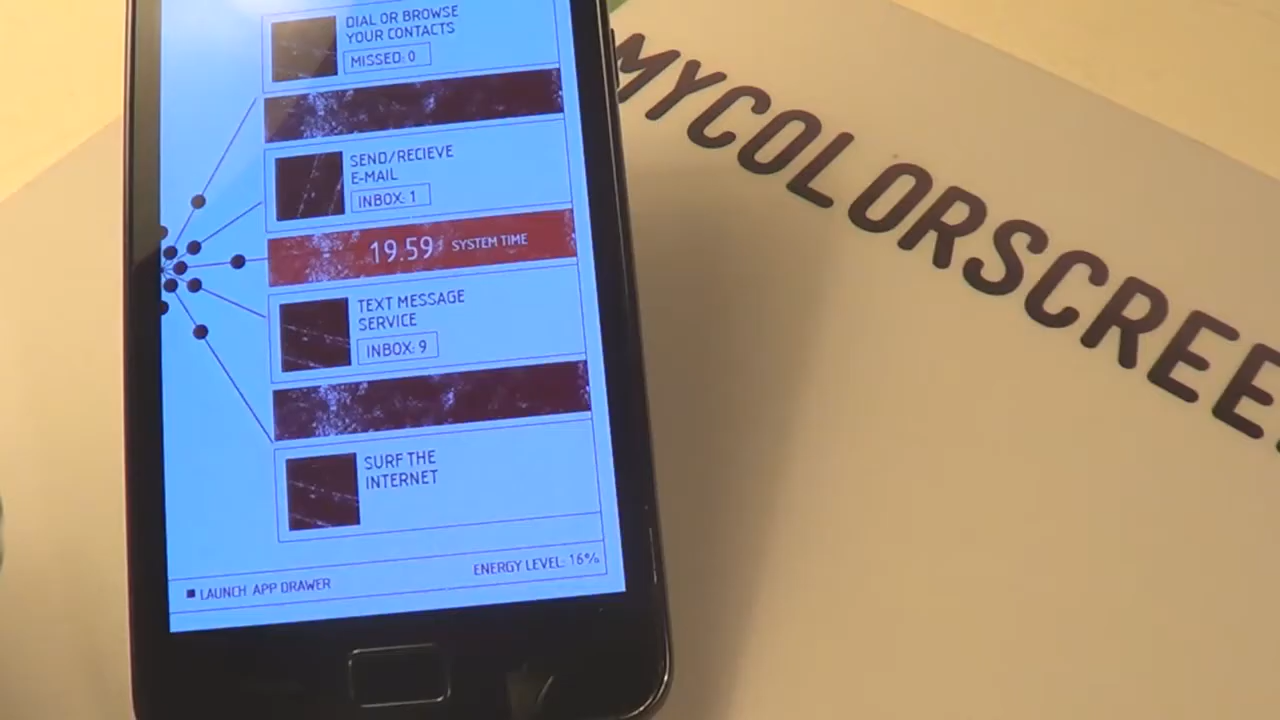 DIAL OR BROWSE
YOUR CONTACTS
MISSED: 0
SEND/RECIEVE
E-MAIL
INBOX: 1
19.59: SYSTEM TIME
TEXT MESSAGE
SERVICE
INBOX: 9
SURF THE
INTERNET
LAUNCH APP DRAWER
ENERGY LEVEL: 16%
MYCOLORSCREE